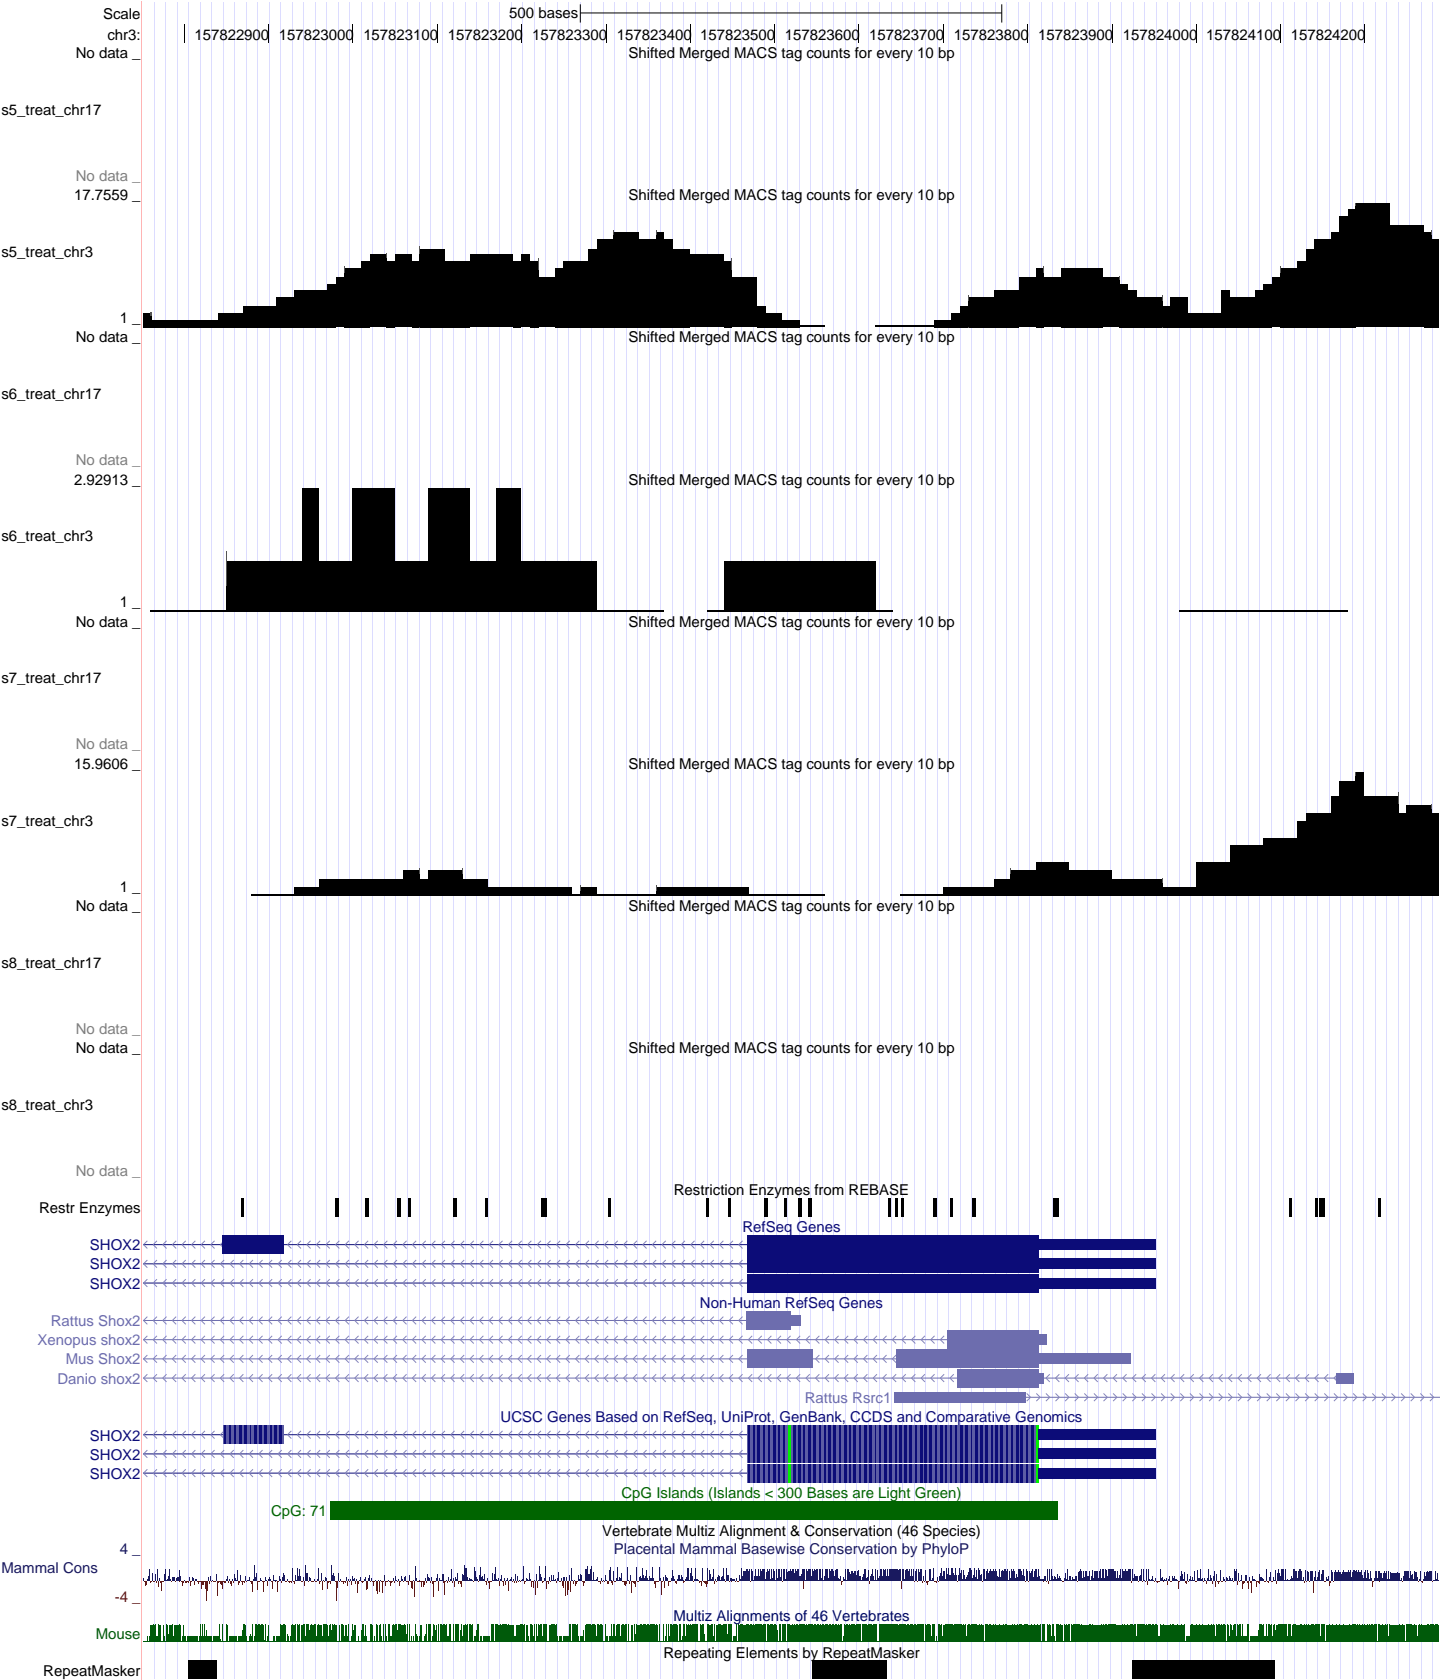 Scale 500 bases
chr3: 157822900 157823000 157823100 157823200 157823300 157823400 157823500 157823600 157823700 157823800 157823900 157824000 157824100 157824200
No data _ Shifted Merged MACS tag counts for every 10 bp
s5_treat_chr17
No data _
17.7559 _ Shifted Merged MACS tag counts for every 10 bp
s5_treat_chr3
1 _
No data _ Shifted Merged MACS tag counts for every 10 bp
s6_treat_chr17
No data _
2.92913 _ Shifted Merged MACS tag counts for every 10 bp
s6_treat_chr3
1 _
No data _ Shifted Merged MACS tag counts for every 10 bp
s7_treat_chr17
No data _
15.9606 _ Shifted Merged MACS tag counts for every 10 bp
s7_treat_chr3
1 _
No data _ Shifted Merged MACS tag counts for every 10 bp
s8_treat_chr17
No data _
No data _ Shifted Merged MACS tag counts for every 10 bp
s8_treat_chr3
No data _
Restriction Enzymes from REBASE
Restr Enzymes
RefSeq Genes
SHOX2
SHOX2
SHOX2
Non-Human RefSeq Genes
Rattus Shox2
Xenopus shox2
Mus Shox2
Danio shox2
Rattus Rsrc1
UCSC Genes Based on RefSeq, UniProt, GenBank, CCDS and Comparative Genomics
SHOX2
SHOX2
SHOX2
CpG Islands (Islands < 300 Bases are Light Green)
CpG: 71
Vertebrate Multiz Alignment & Conservation (46 Species)
4 _ Placental Mammal Basewise Conservation by PhyloP
Mammal Cons
-4 _
Multiz Alignments of 46 Vertebrates
Mouse
Repeating Elements by RepeatMasker
RepeatMasker